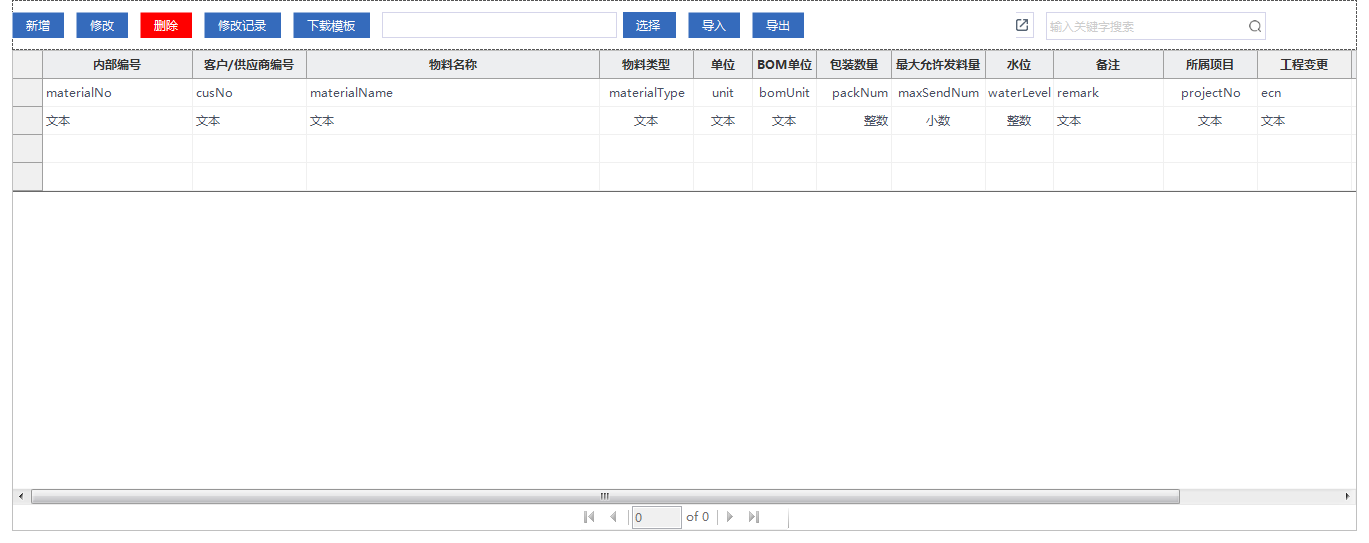 新增 修改 删除 修改记录 下载模板 选择 导入 导出 输入关键字搜索
内部编号 客户/供应商编号 物料名称 物料类型 单位 BOM单位 包装数量 最大允许发料量 水位 备注 所属项目 工程变更
materialNo cusNo materialName materialType unit bomUnit packNum maxSendNum waterLevel remark projectNo ecn
文本 文本 文本 文本 文本 文本 整数 小数 整数 文本 文本 文本
0 of 0